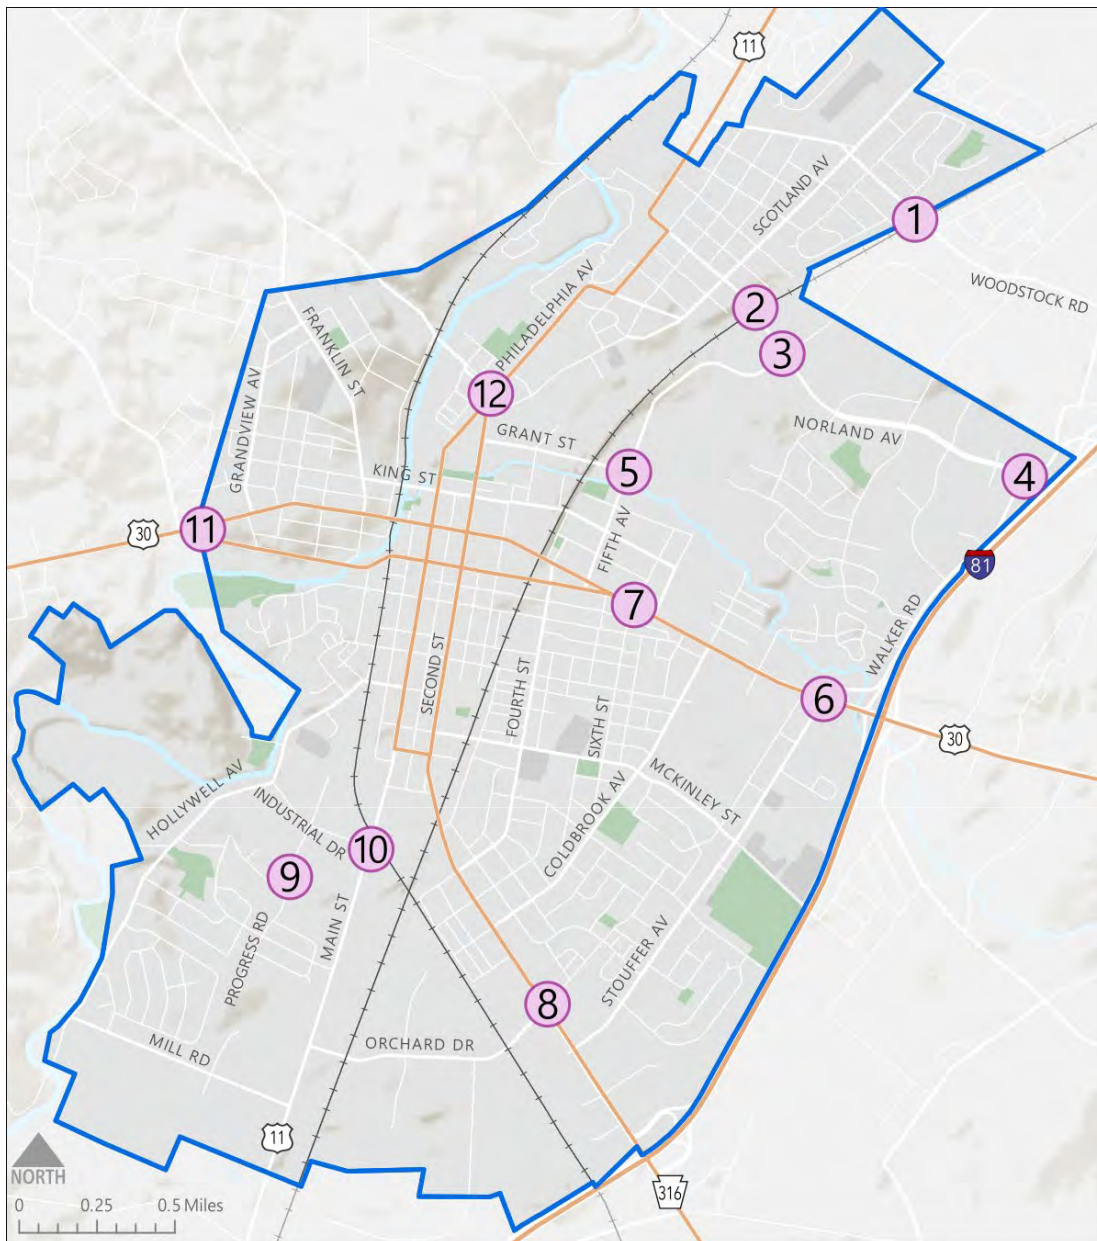 11
SCOTLAND AV
1
WOODSTOCK RD
PHILADELPHIA AV
2
FRANKLIN ST
3
12
GRANDVIEW AV
GRANT ST
NORLAND AV
KING ST
5
4
30
11
FIFTH AV
81
7
WALKER RD
SECOND ST
FOURTH ST
6
SIXTH ST
30
MCKINLEY ST
HOLLYWELL AV
INDUSTRIAL DR
COLDBROOK AV
10
9
MAIN ST
PROGRESS RD
STOUFFER AV
8
MILL RD
ORCHARD DR
11
NORTH
316
0 0.25 0.5 Miles